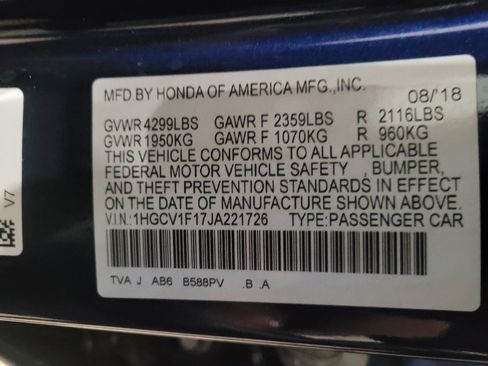 MFD.BY HONDA OF AMERICA MFG.,INC. 08/'18
GVWR 4299LBS GAWR F 2359LBS R 2116LBS
GVWR 1950KG GAWR F 1070KG R 960KG
THIS VEHICLE CONFORMS TO ALL APPLICABLE
FEDERAL MOTOR VEHICLE SAFETY , BUMPER,
AND THEFT PREVENTION STANDARDS IN EFFECT
ON THE DATE OF MANUFACTURE SHOWN ABOVE.
V.I.N.:1HGCV1F17JA221726 TYPE:PASSENGER CAR
TVA J AB6 B588PV .B .A
V7